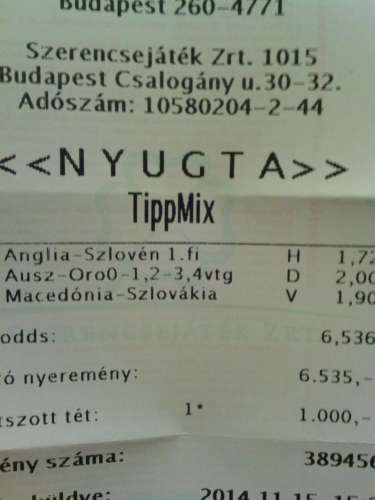 Budapest 260-4771
Szerencsejáték Zrt. 1015
Budapest Csalogány u.30-32.
Adószám: 10580204-2-44
<<NYUGTA>>
TippMix
Anglia-Szlovén 1.fi H 1,72
Ausz-Oro0-1,2-3,4vtg D 2,00
Macedónia-Szlovákia V 1,90
odds: 6,536
ó nyeremény: 6.535,-
tszott tét: 1* 1.000,-
ény száma: 389456
küldve: 2014.11.15. 15